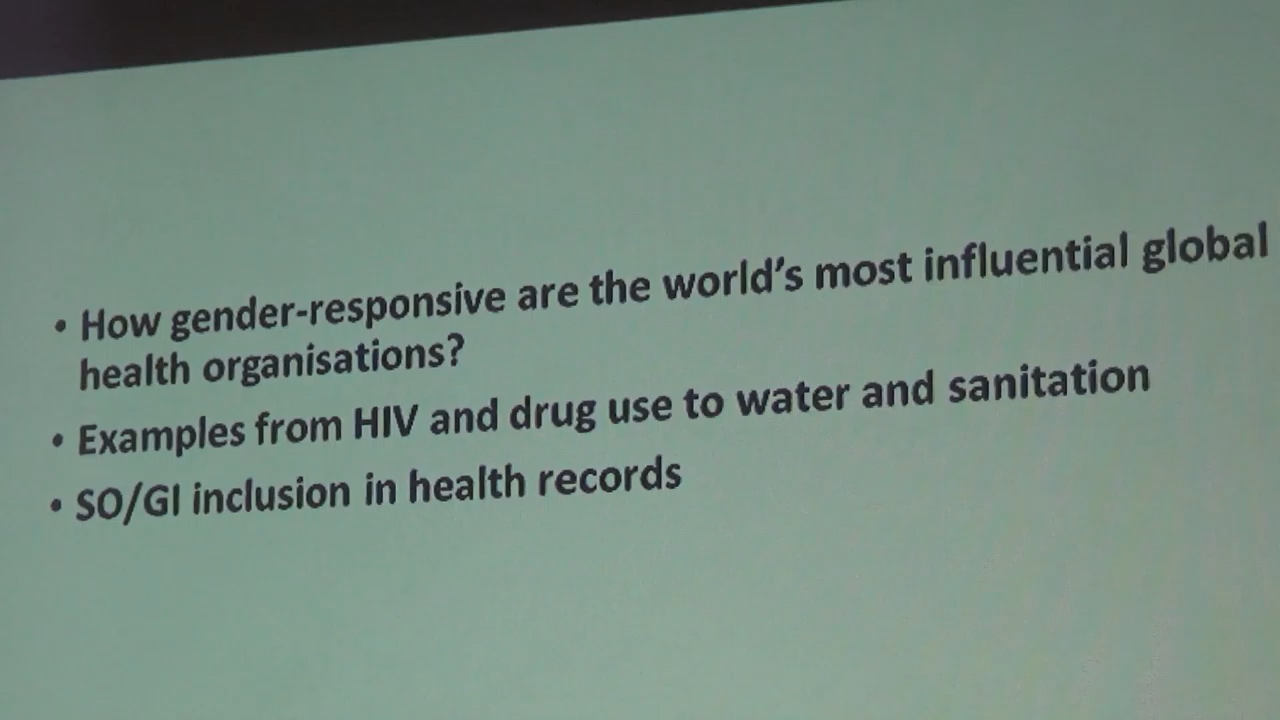 • How gender-responsive are the world's most influential global
health organisations?
• Examples from HIV and drug use to water and sanitation
• SO/GI inclusion in health records